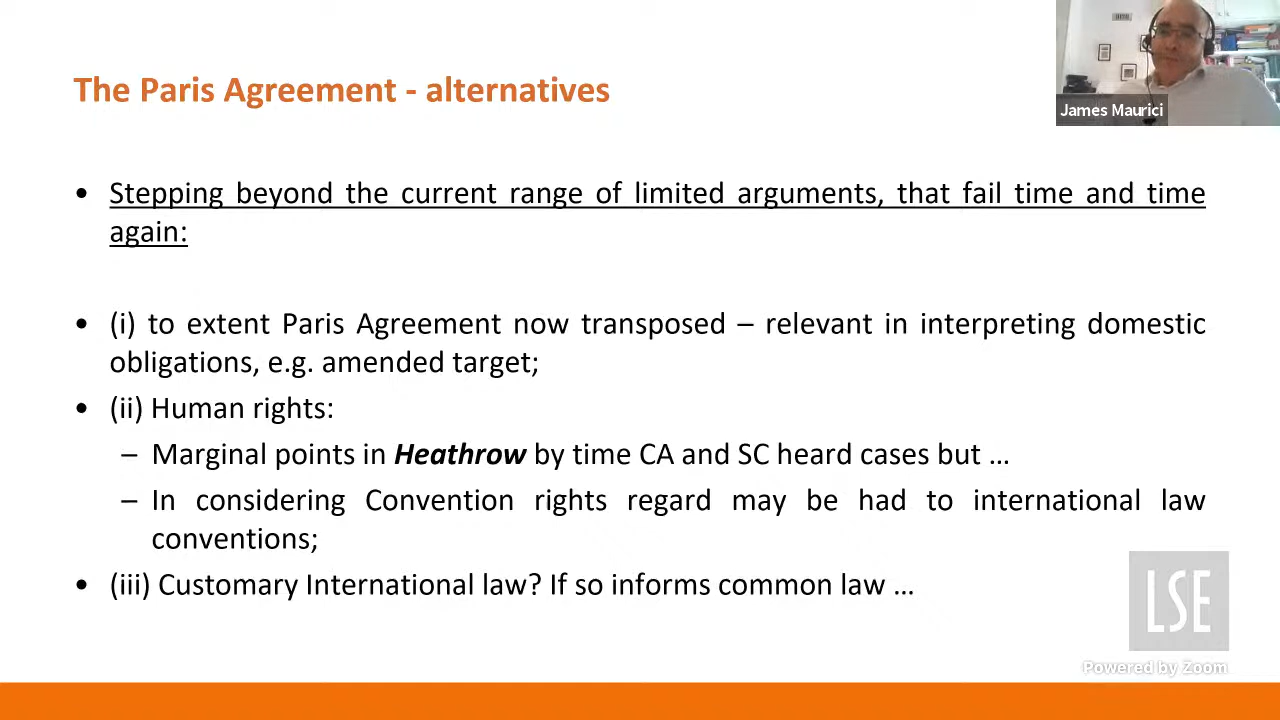 The Paris Agreement - alternatives
James Maurici
• Stepping beyond the current range of limited arguments, that fail time and time
again:
• (i) to extent Paris Agreement now transposed – relevant in interpreting domestic
obligations, e.g. amended target;
• (ii) Human rights:
– Marginal points in Heathrow by time CA and SC heard cases but …
– In considering Convention rights regard may be had to international law
conventions;
• (iii) Customary International law? If so informs common law …
LSE
Powered by Zoom